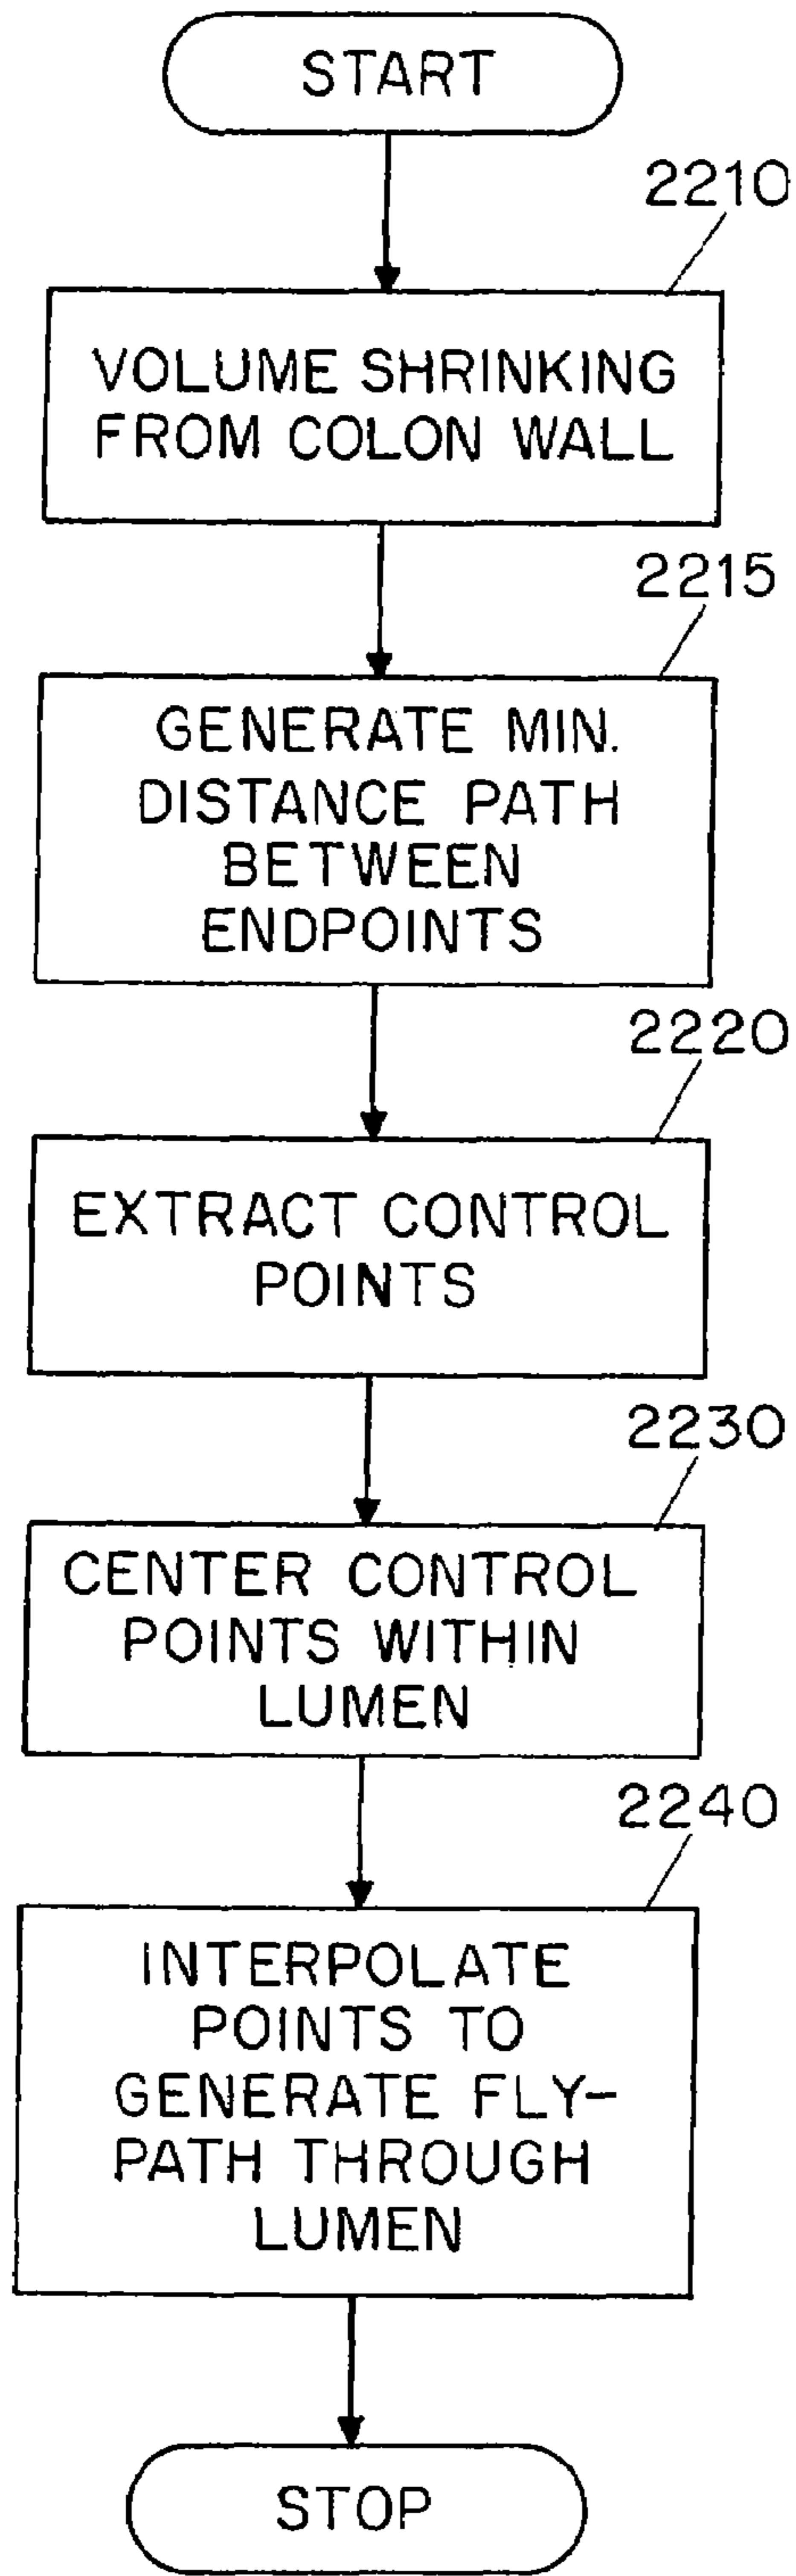 START
2210
VOLUME SHRINKING
FROM COLON WALL
2215
GENERATE MIN.
DISTANCE PATH
BETWEEN
ENDPOINTS
2220
EXTRACT CONTROL
POINTS
2230
CENTER CONTROL
POINTS WITHIN
LUMEN
2240
INTERPOLATE
POINTS TO
GENERATE FLY-
PATH THROUGH
LUMEN
STOP